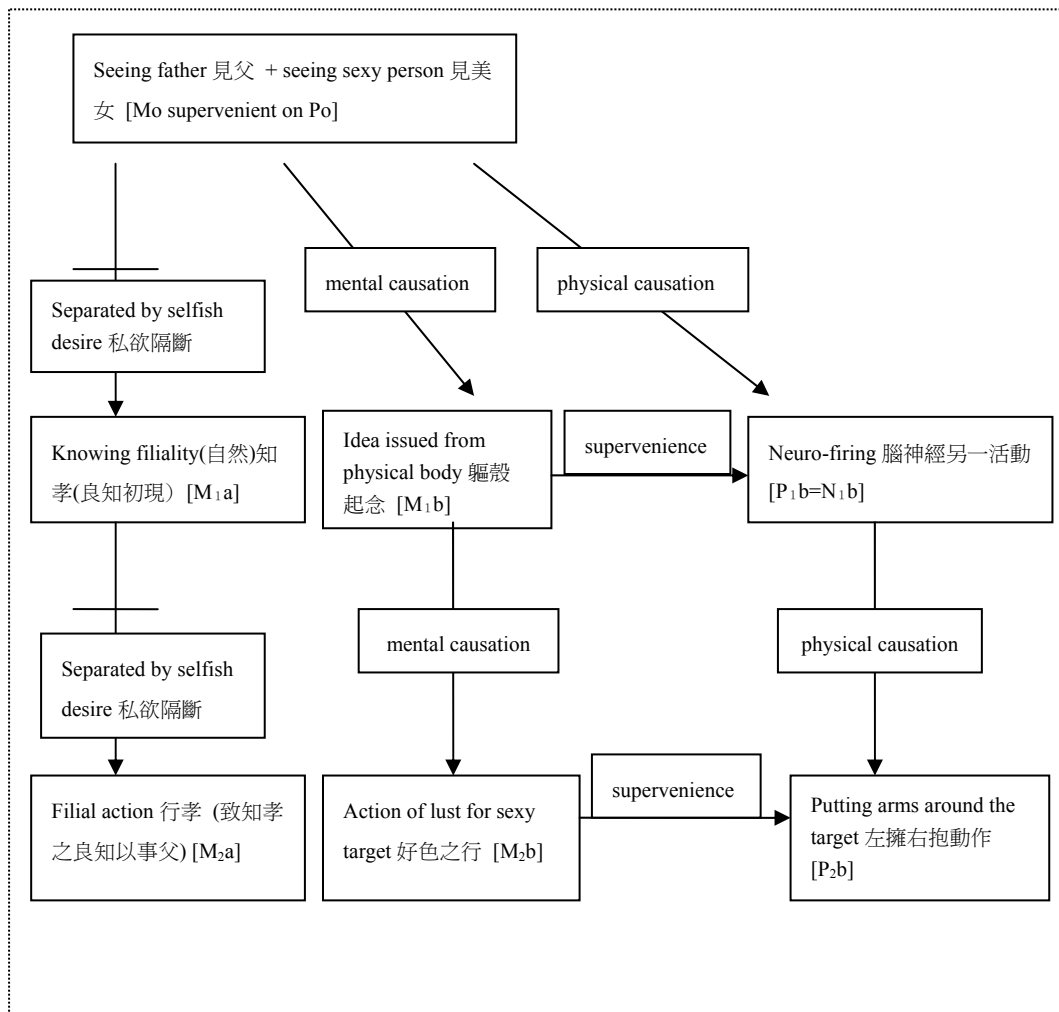 Seeing father 見父 + seeing sexy person 見美
女 [Mo supervenient on Po]
mental causation
physical causation
Separated by selfish
desire 私欲隔斷
Knowing filiality(自然)知
孝(良知初現) [M₁a]
Idea issued from
physical body 軀殼
起念 [M₁b]
supervenience
Neuro-firing 腦神經另一活動
[P₁b=N₁b]
Separated by selfish
desire 私欲隔斷
mental causation
physical causation
Filial action 行孝 (致知孝
之良知以事父) [M₂a]
Action of lust for sexy
target 好色之行 [M₂b]
supervenience
Putting arms around the
target 左擁右抱動作
[P₂b]